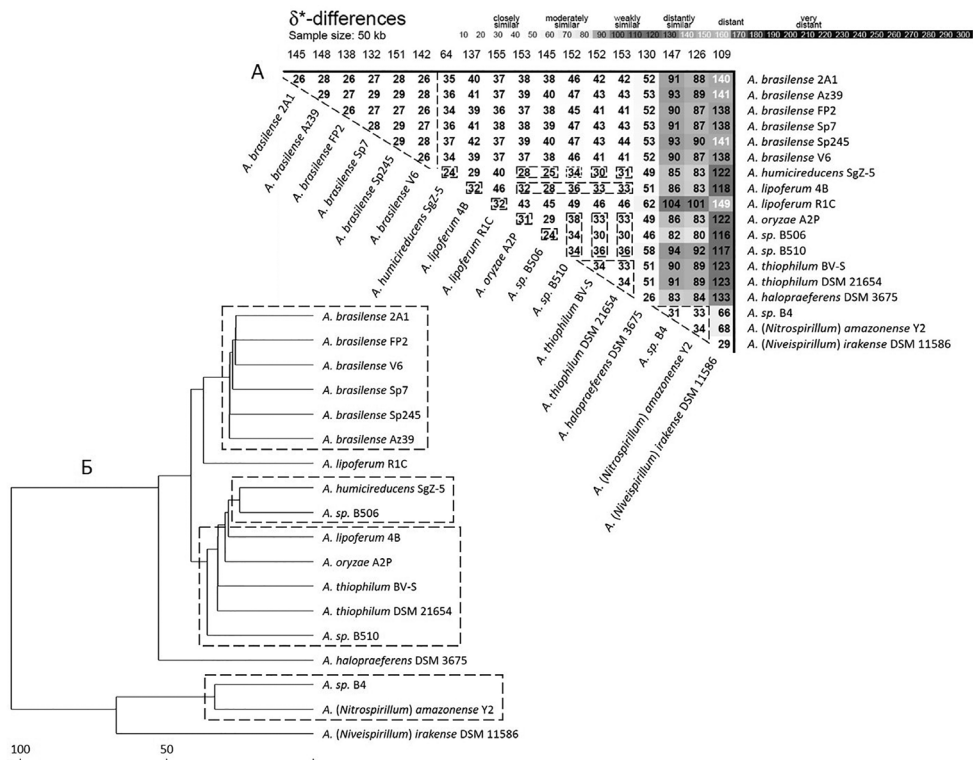 δ*-differences
Sample size: 50 kb
closely similar
moderately similar
weakly similar
distantly similar
distant
very distant
10 20 30 40 50 60 70 80 90 100 110 120 130 140 150 160 170 180 190 200 210 220 230 240 250 260 270 280 290 300
145 148 138 132 151 142 64 137 155 153 145 152 152 153 130 147 126 109
А
26 28 26 27 28 26 35 40 37 38 38 46 42 42 52 91 88 140 A. brasilense 2A1
29 27 29 29 28 36 41 37 39 40 47 43 43 53 93 89 141 A. brasilense Az39
26 27 27 26 34 39 36 37 38 45 41 41 52 90 87 138 A. brasilense FP2
28 29 27 36 41 38 38 39 47 43 43 53 91 87 138 A. brasilense Sp7
29 28 37 42 37 39 40 47 43 44 53 93 90 141 A. brasilense Sp245
26 34 39 37 37 38 46 41 41 52 90 87 138 A. brasilense V6
24 29 40 28 25 34 30 31 49 85 83 122 A. humicireducens SgZ-5
32 46 32 28 36 33 33 51 86 83 118 A. lipoferum 4B
32 43 45 49 46 46 62 104 101 149 A. lipoferum R1C
31 29 38 33 33 49 86 83 122 A. oryzae A2P
24 34 30 30 46 82 80 116 A. sp. B506
34 36 36 58 94 92 117 A. sp. B510
34 33 51 90 89 123 A. thiophilum BV-S
34 51 91 89 123 A. thiophilum DSM 21654
26 83 84 133 A. halopraeferens DSM 3675
31 33 66 A. sp. B4
34 68 A. (Nitrospirillum) amazonense Y2
29 A. (Niveispirillum) irakense DSM 11586
A. brasilense 2A1
A. brasilense Az39
A. brasilense FP2
A. brasilense Sp7
A. brasilense Sp245
A. brasilense V6
A. humicireducens SgZ-5
A. lipoferum 4B
A. lipoferum R1C
A. oryzae A2P
A. sp. B506
A. sp. B510
A. thiophilum BV-S
A. thiophilum DSM 21654
A. halopraeferens DSM 3675
A. sp. B4
A. (Nitrospirillum) amazonense Y2
A. (Niveispirillum) irakense DSM 11586
Б
A. brasilense 2A1
A. brasilense FP2
A. brasilense V6
A. brasilense Sp7
A. brasilense Sp245
A. brasilense Az39
A. lipoferum R1C
A. humicireducens SgZ-5
A. sp. B506
A. lipoferum 4B
A. oryzae A2P
A. thiophilum BV-S
A. thiophilum DSM 21654
A. sp. B510
A. halopraeferens DSM 3675
A. sp. B4
A. (Nitrospirillum) amazonense Y2
A. (Niveispirillum) irakense DSM 11586
100 50